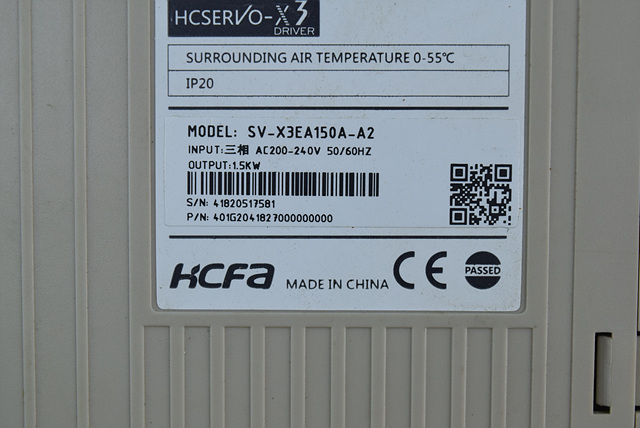 HCSERVO-X3
DRIVER
SURROUNDING AIR TEMPERATURE 0-55℃
IP20
MODEL: SV-X3EA150A-A2
INPUT:三相 AC200-240V 50/60HZ
OUTPUT:1.5KW
S/N: 41820517581
P/N: 401G2041827000000000
HCFA MADE IN CHINA CE PASSED